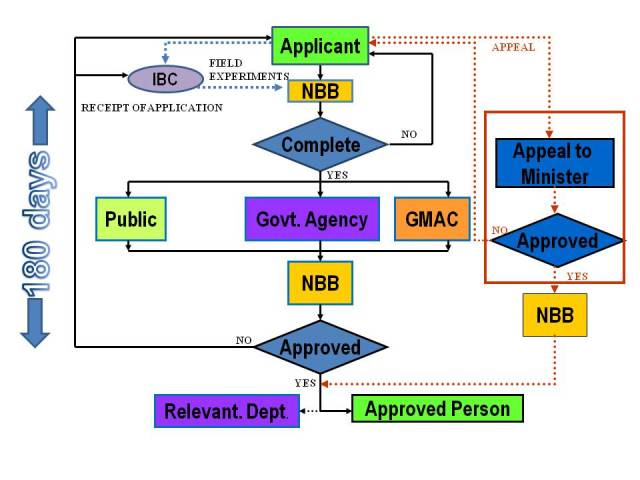 Applicant
APPEAL
FIELD
EXPERIMENTS
IBC
NBB
RECEIPT OF APPLICATION
NO
Complete
Appeal to
Minister
YES
180 days
Public
Govt. Agency
GMAC
NO
Approved
YES
NBB
NBB
NO
Approved
YES
Relevant. Dept.
Approved Person